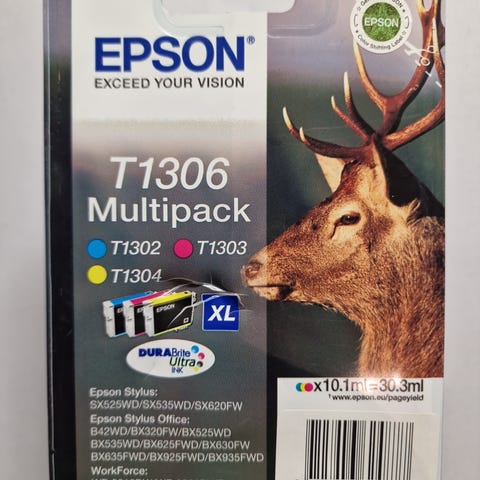 EPSON®
EXCEED YOUR VISION
EPSON
T1306
Multipack
T1302 T1303
T1304
EPSON
XL
DURABrite
Ultra
INK
x 10.1ml=30.3ml
†www.epson.eu/pageyield
Epson Stylus:
SX525WD/SX535WD/SX620FW
Epson Stylus Office:
B42WD/BX320FW/BX525WD
BX535WD/BX625FWD/BX630FW
BX635FWD/BX925FWD/BX935FWD
WorkForce: